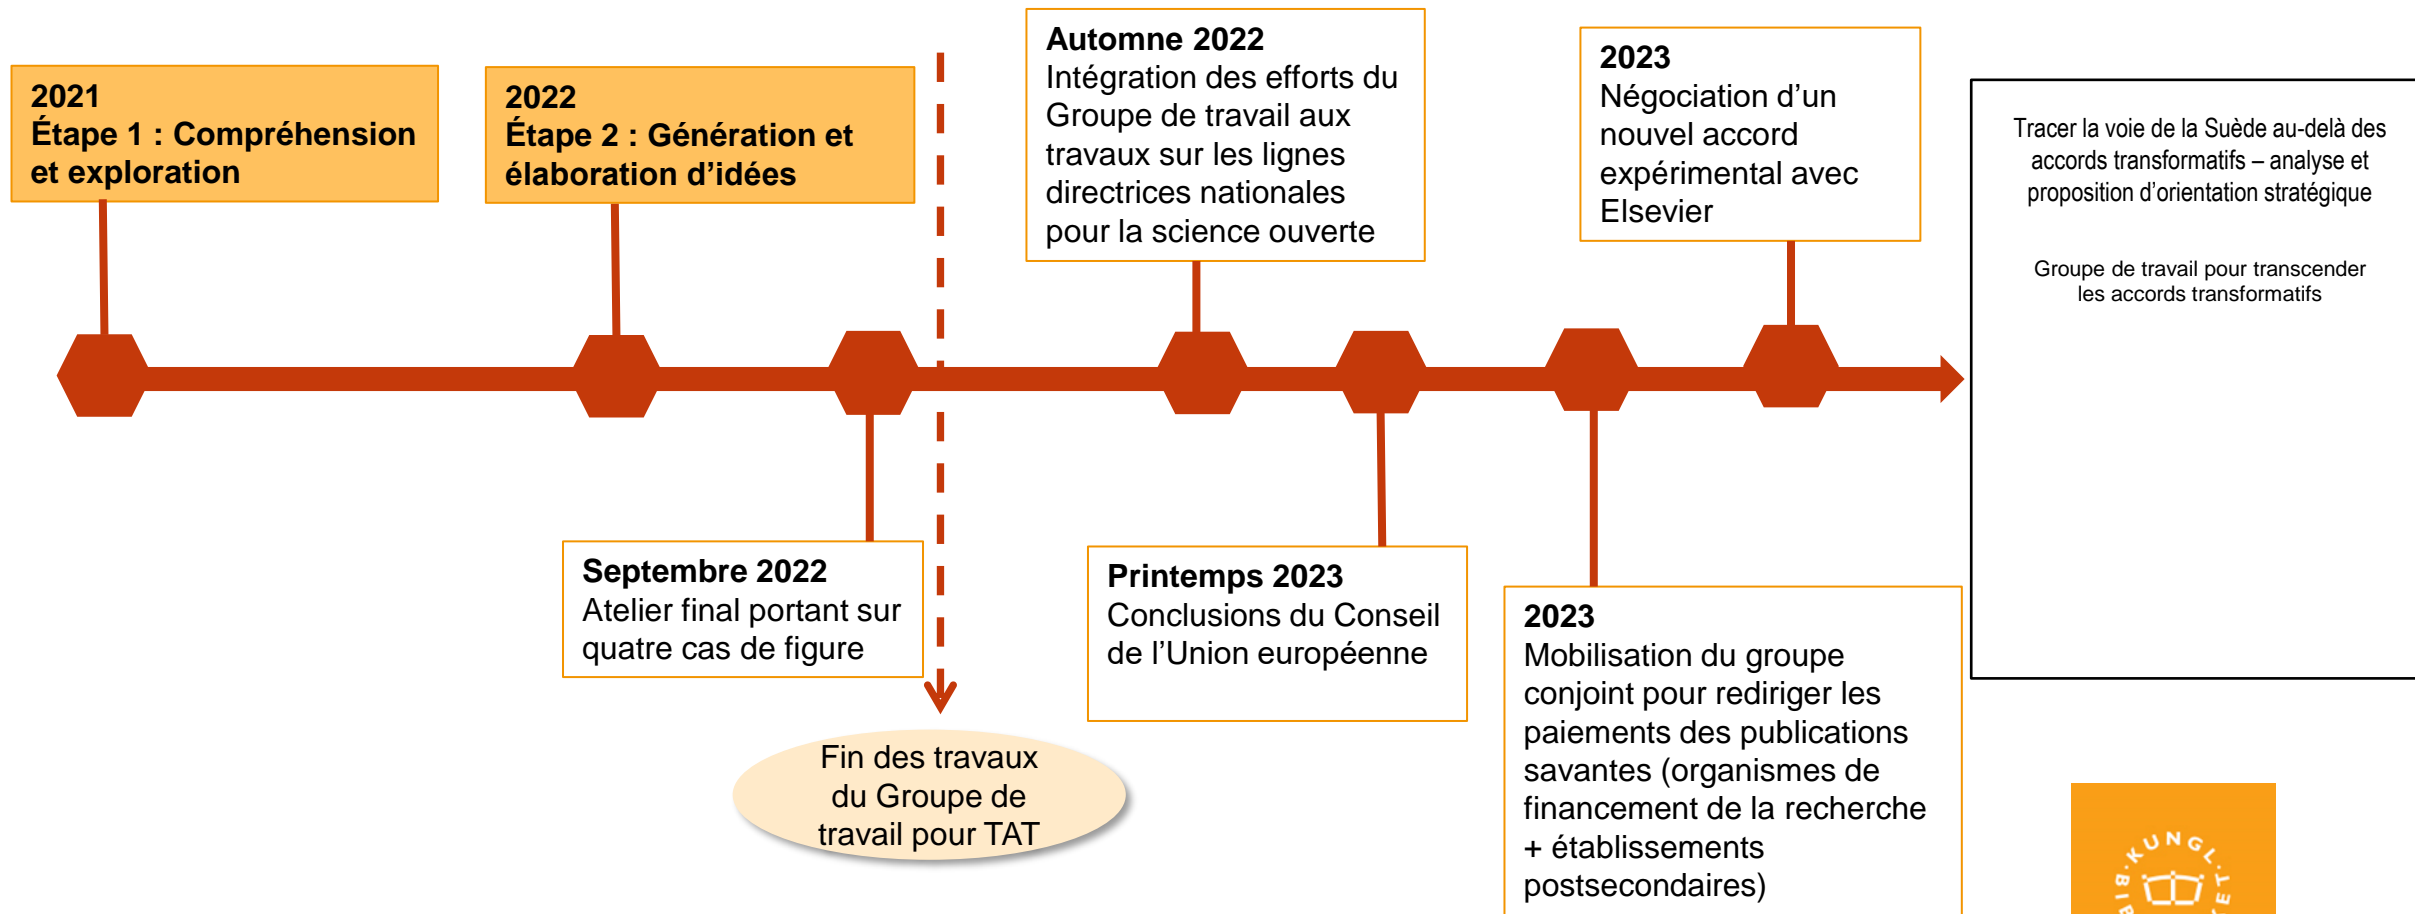 2021
Étape 1 : Compréhension
et exploration
2022
Étape 2 : Génération et
élaboration d’idées
Septembre 2022
Atelier final portant sur
quatre cas de figure
Fin des travaux
du Groupe de
travail pour TAT
Automne 2022
Intégration des efforts du
Groupe de travail aux
travaux sur les lignes
directrices nationales
pour la science ouverte
Printemps 2023
Conclusions du Conseil
de l’Union européenne
2023
Mobilisation du groupe
conjoint pour rediriger les
paiements des publications
savantes (organismes de
financement de la recherche
+ établissements
postsecondaires)
2023
Négociation d’un
nouvel accord
expérimental avec
Elsevier
Tracer la voie de la Suède au-delà des
accords transformatifs – analyse et
proposition d’orientation stratégique
Groupe de travail pour transcender
les accords transformatifs
BIB·KUNGL·
ET·